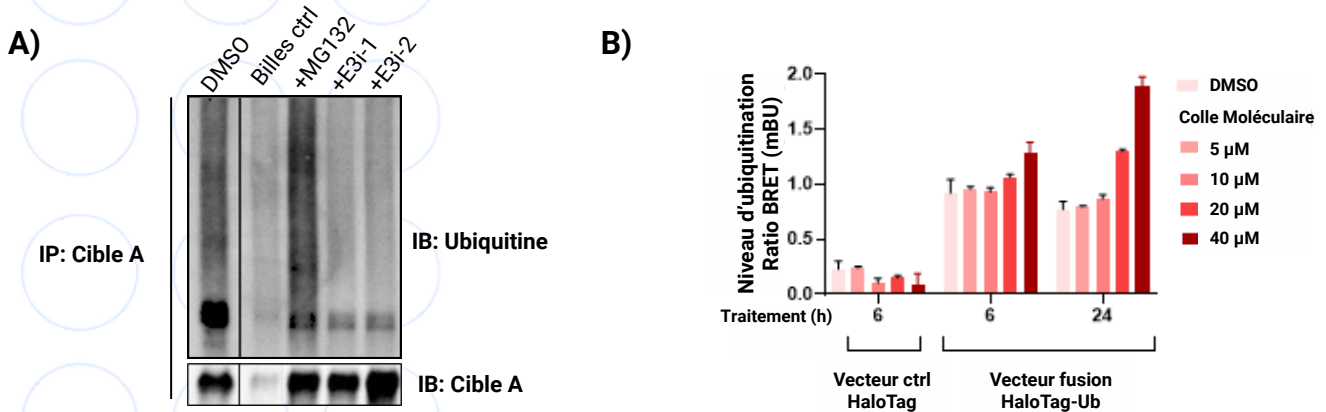 A)
DMSO
Billes ctrl
+MG132
+E3i-1
+E3i-2
IP: Cible A
IB: Ubiquitine
IB: Cible A
B)
Niveau d'ubiquitination
Ratio BRET (mBU)
2.0
1.5
1.0
0.5
0.0
Traitement (h)
6
6
24
Vecteur ctrl
HaloTag
Vecteur fusion
HaloTag-Ub
DMSO
Colle Moléculaire
5 µM
10 µM
20 µM
40 µM